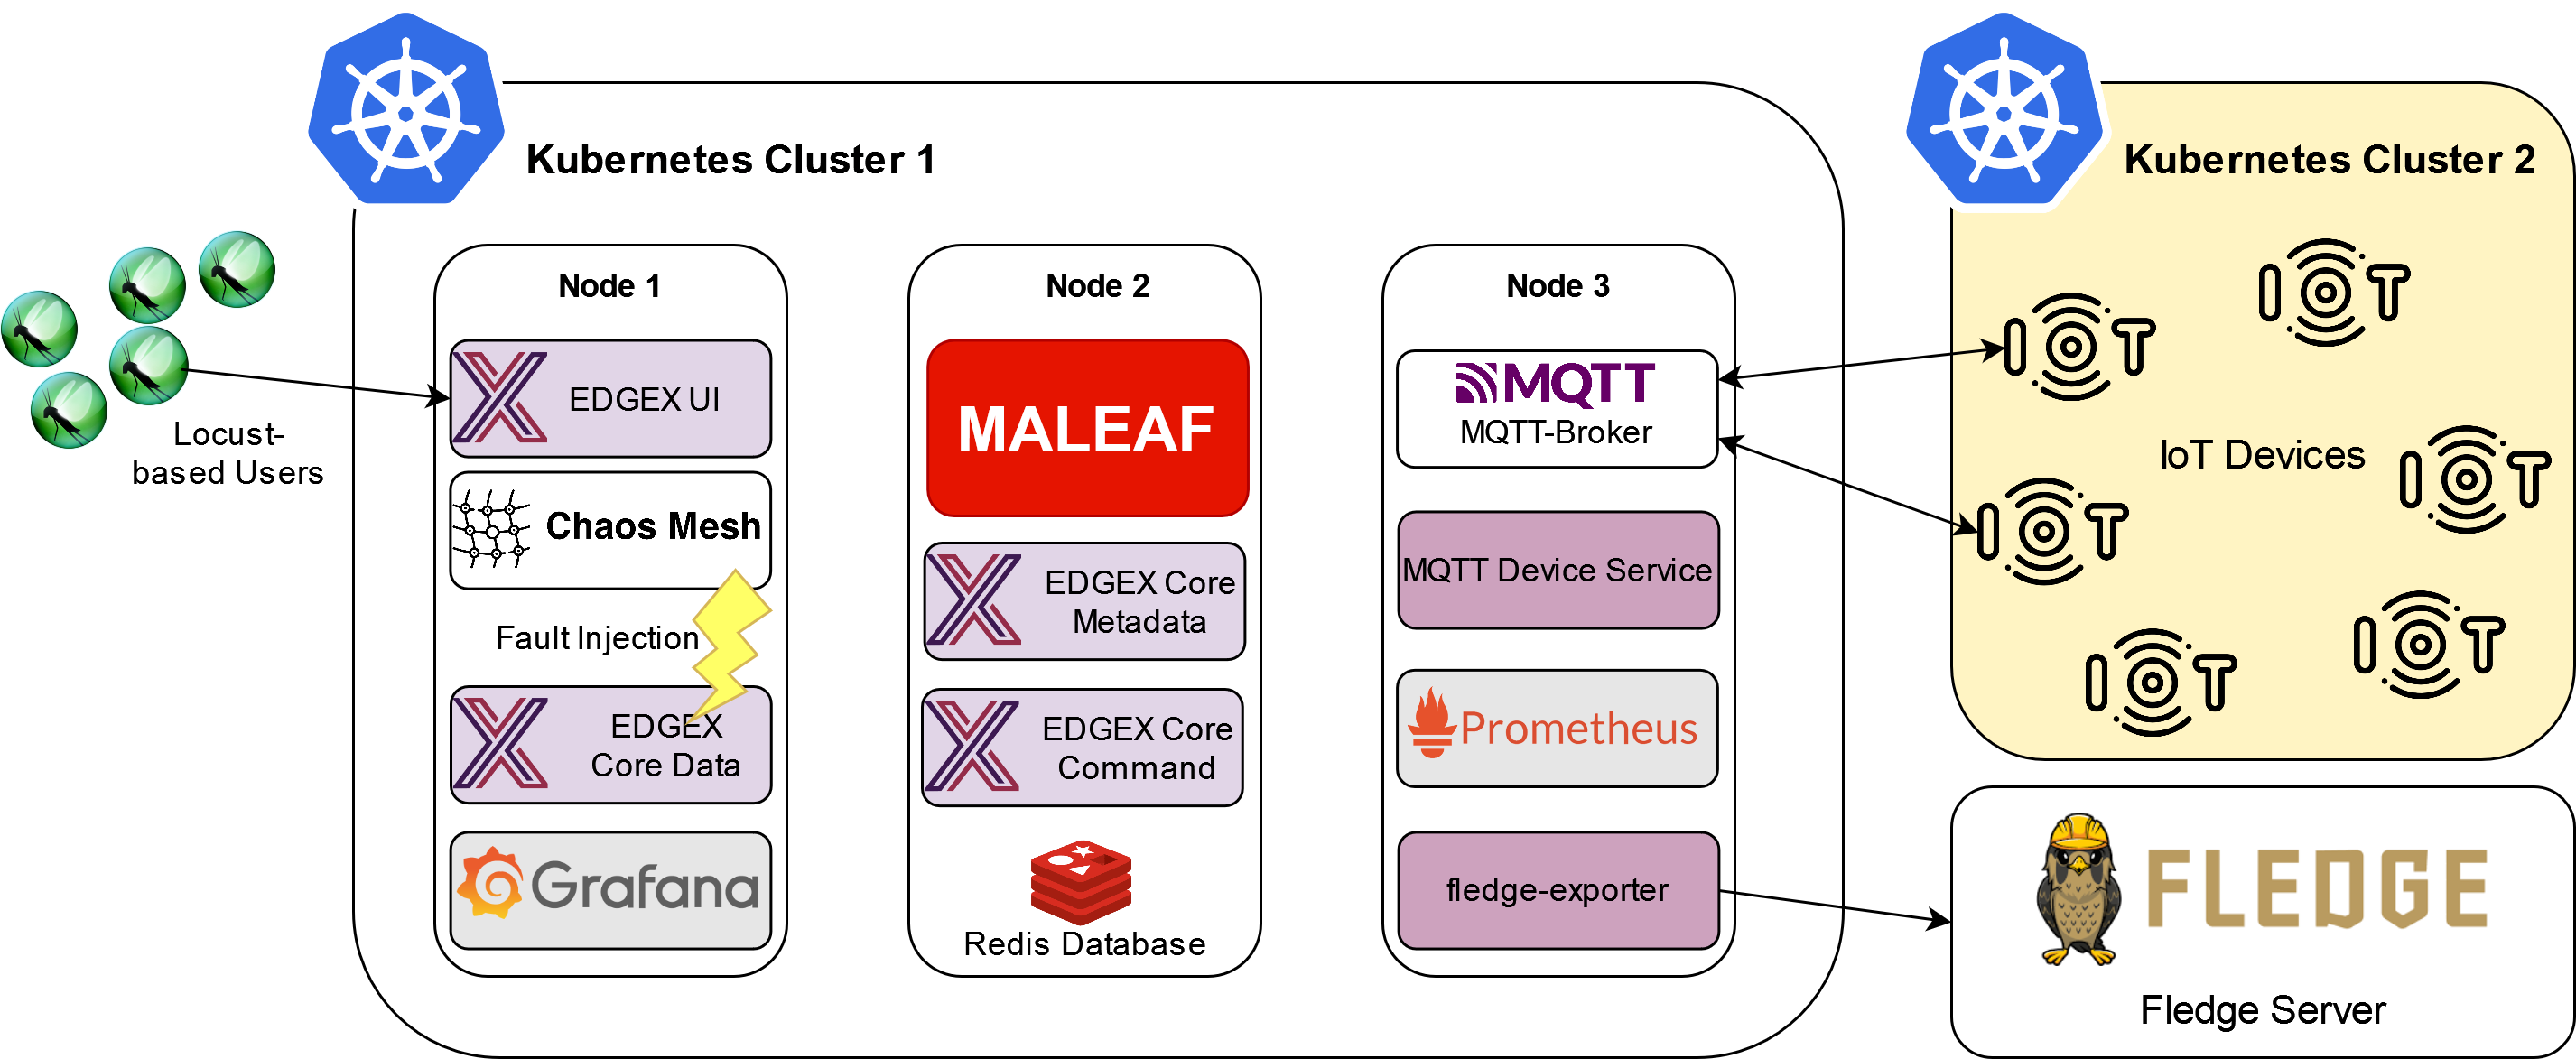 Kubernetes Cluster 1
Kubernetes Cluster 2
Locust-
based Users
Node 1
EDGEX UI
Chaos Mesh
Fault Injection
EDGEX
Core Data
Grafana
Node 2
MALEAF
EDGEX Core
Metadata
EDGEX Core
Command
Redis Database
Node 3
MQTT
MQTT-Broker
MQTT Device Service
Prometheus
fledge-exporter
IOT
IOT
IoT Devices
IOT
IOT
IOT
IOT
FLEDGE
Fledge Server